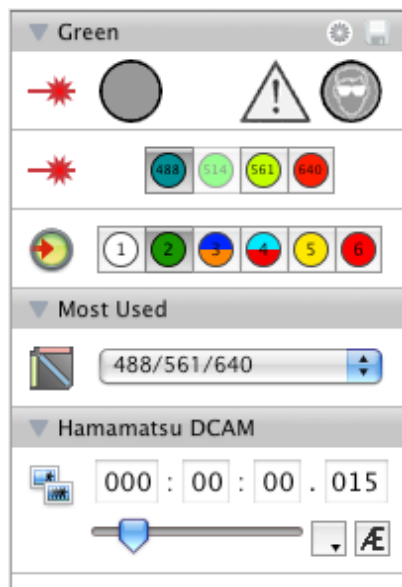 Green
488 514 561 640
1 2 3 4 5 6
Most Used
488/561/640
Hamamatsu DCAM
000 : 00 : 00 . 015
Æ